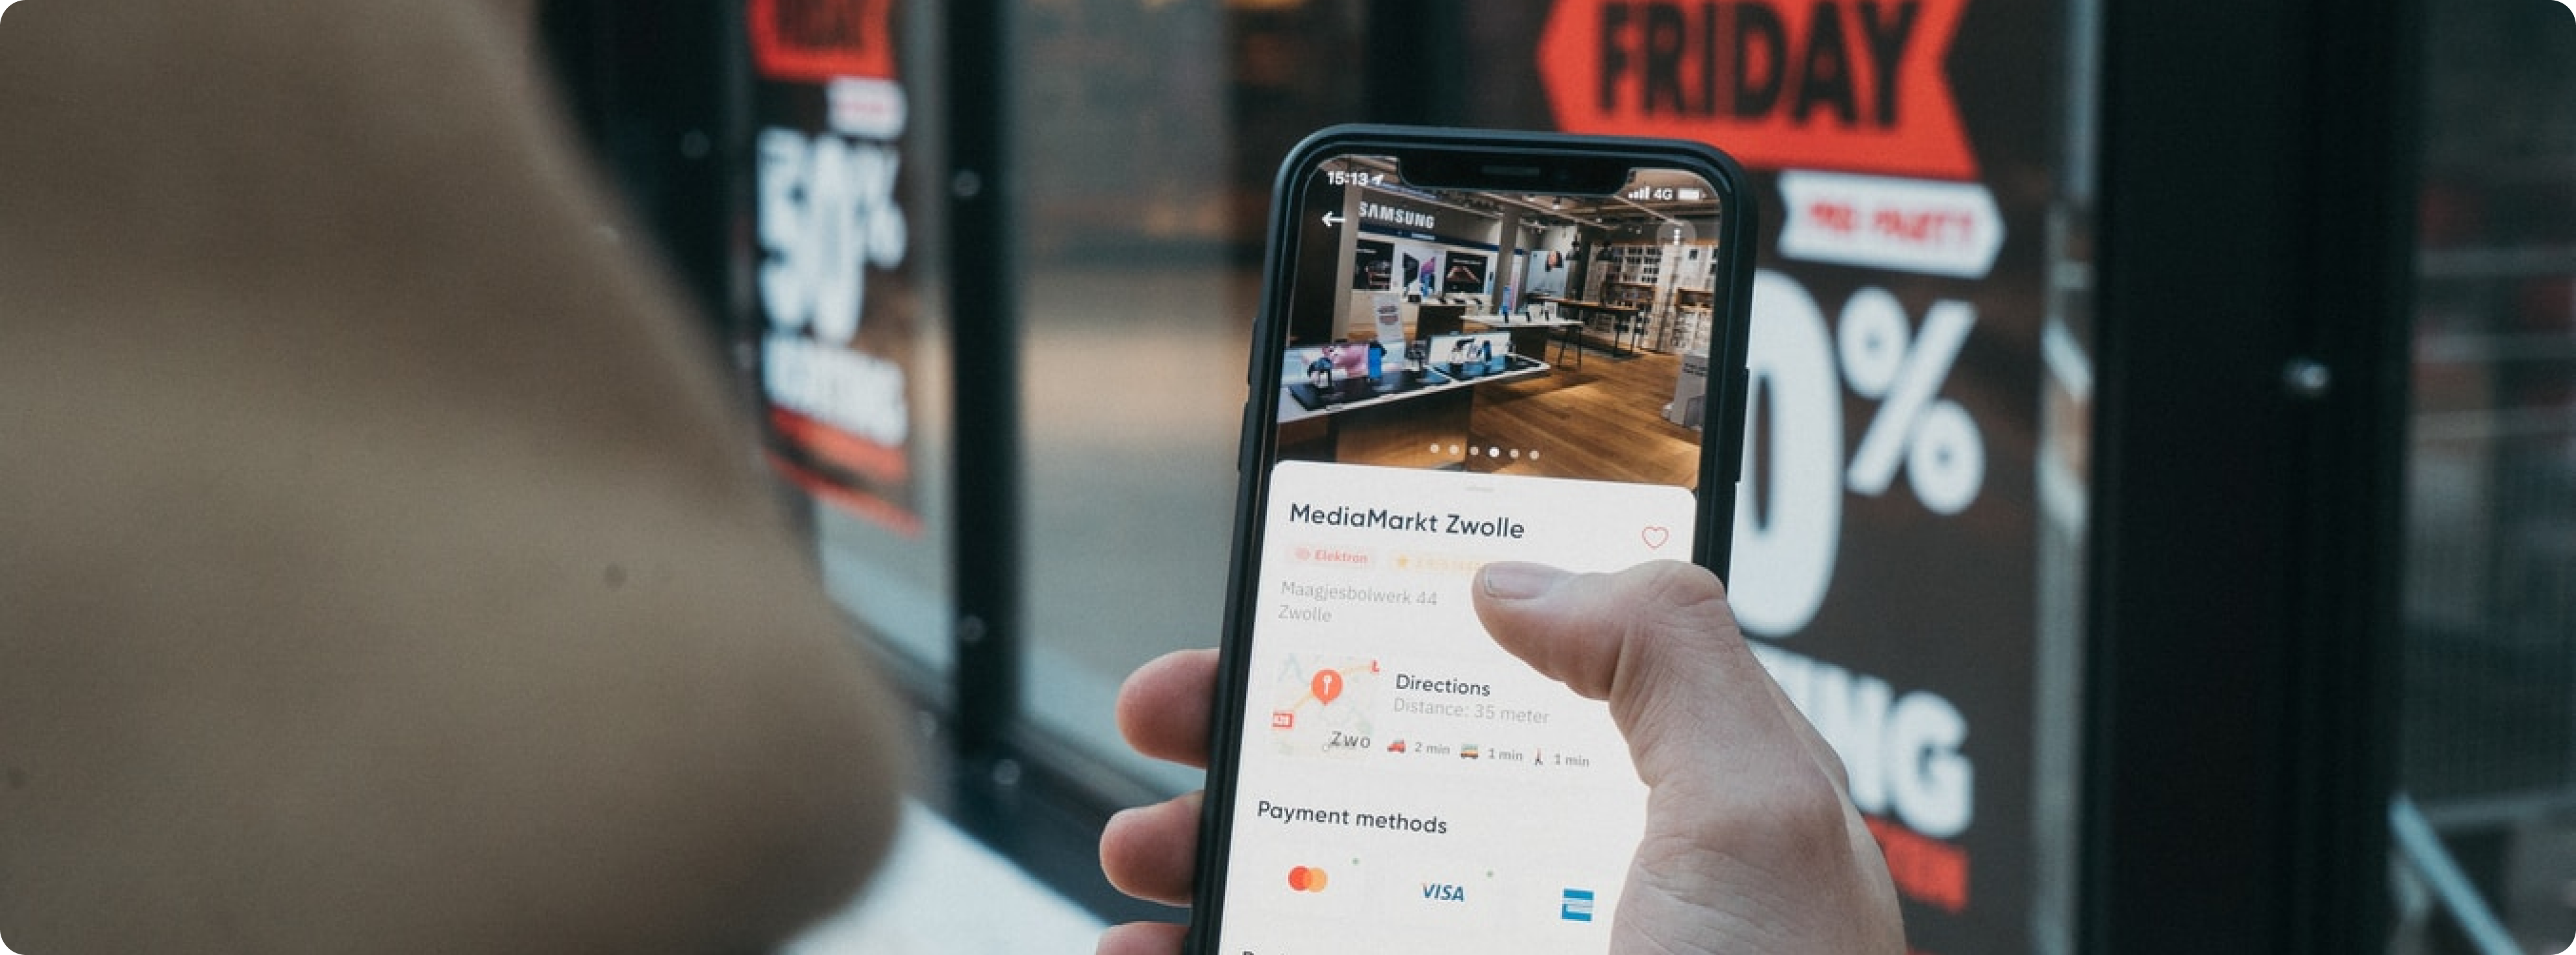 FRIDAY
50%
0%
NG
15:13
4G
SAMSUNG
MediaMarkt Zwolle
Elektron
Maagjesbolwerk 44
Zwolle
Directions
Distance: 35 meter
Zwo
2 min
1 min
1 min
Payment methods
VISA